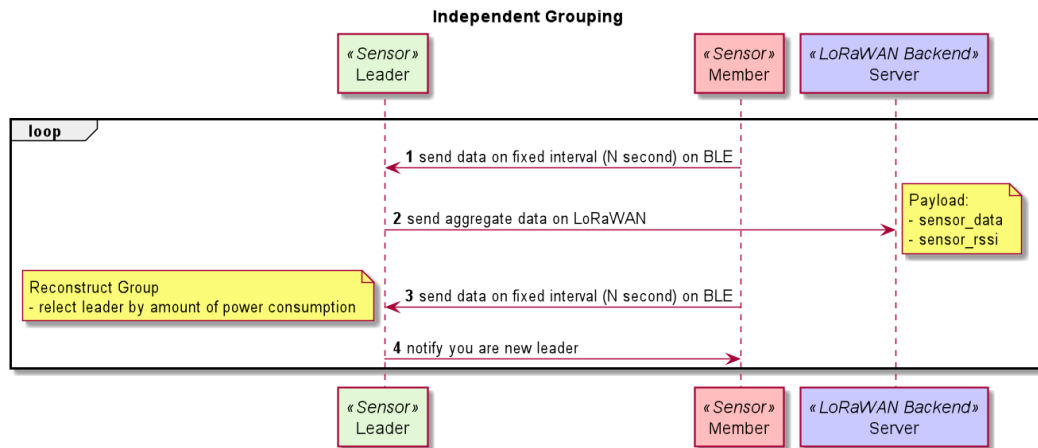 Independent Grouping
«Sensor»
Leader
«Sensor»
Member
«LoRaWAN Backend»
Server
loop
1 send data on fixed interval (N second) on BLE
Payload:
- sensor_data
- sensor_rssi
2 send aggregate data on LoRaWAN
Reconstruct Group
- relect leader by amount of power consumption
3 send data on fixed interval (N second) on BLE
4 notify you are new leader
«Sensor»
Leader
«Sensor»
Member
«LoRaWAN Backend»
Server